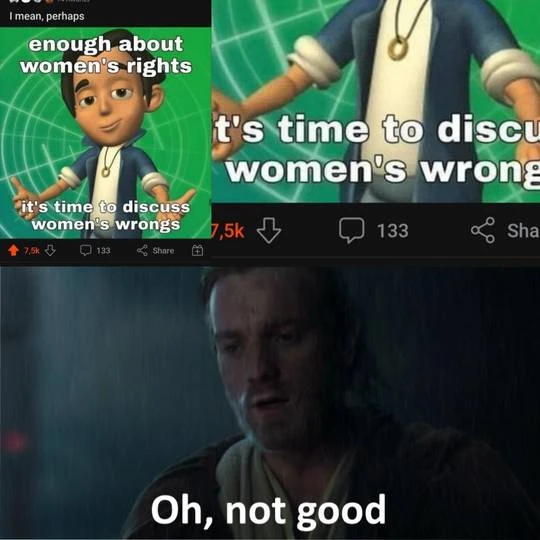 I mean, perhaps
enough about
women's rights
it's time to discuss
women's wrongs
7,5k
133
Share
t's time to discu
women's wrong
7,5k
133
Sha
Oh, not good